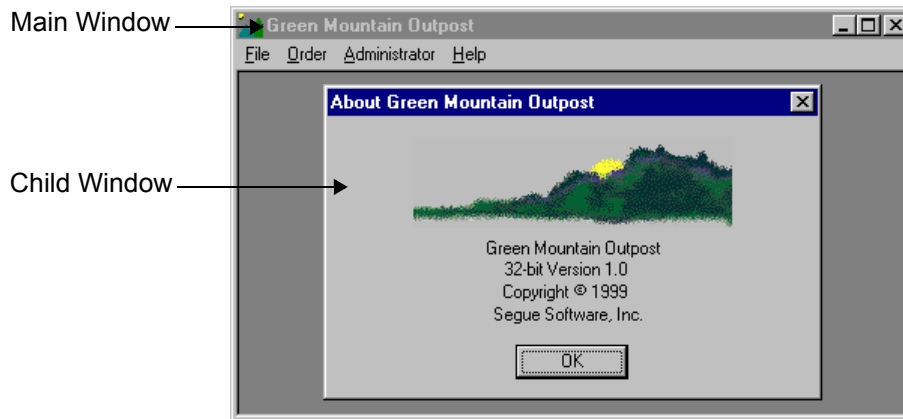 Main Window
Green Mountain Outpost
File Order Administrator Help
About Green Mountain Outpost
Child Window
Green Mountain Outpost
32-bit Version 1.0
Copyright © 1999
Segue Software, Inc.
OK